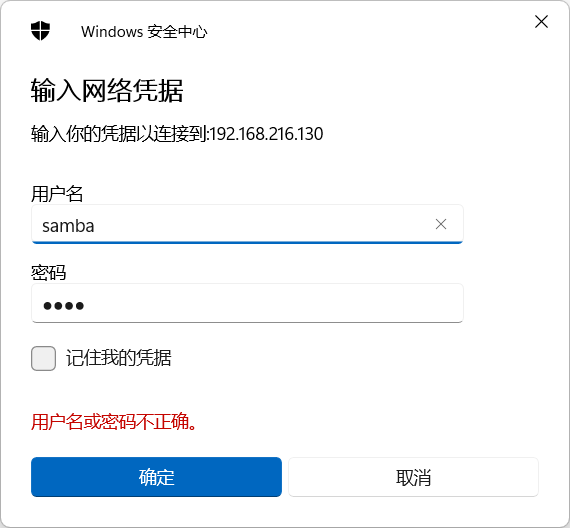 Windows 安全中心
输入网络凭据
输入你的凭据以连接到:192.168.216.130
用户名
samba
密码
●●●●
记住我的凭据
用户名或密码不正确。
确定
取消